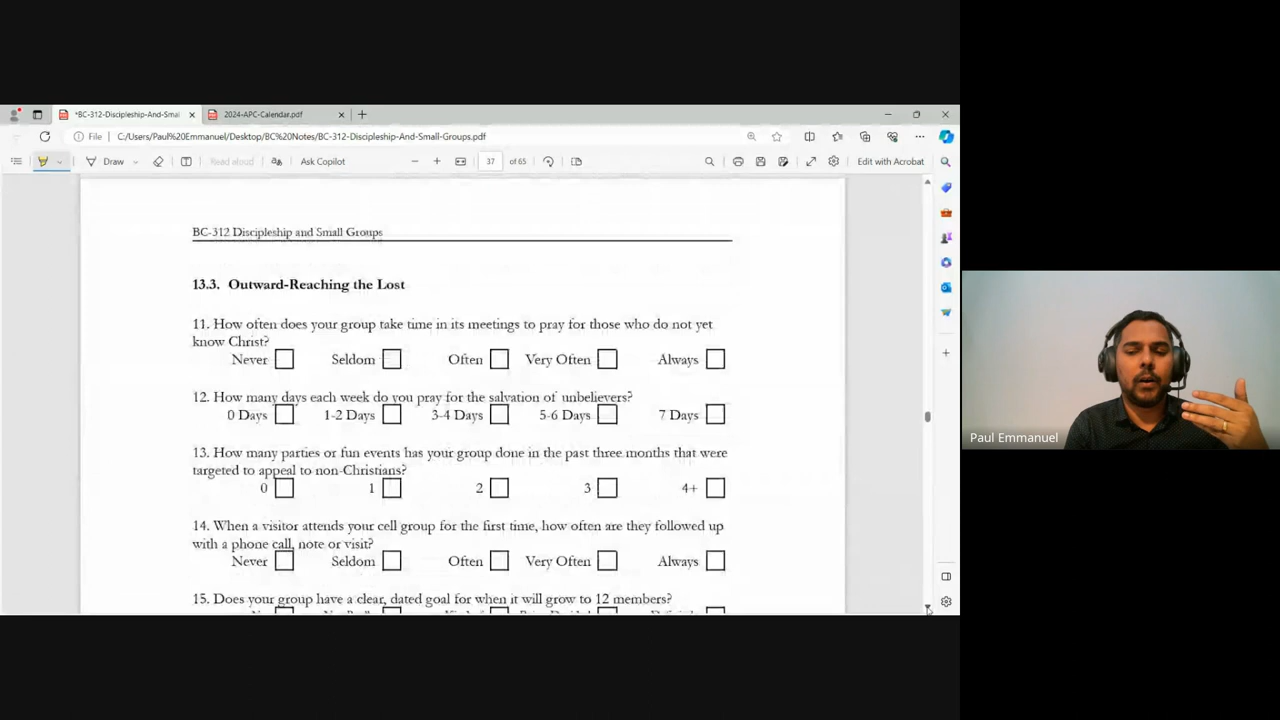 *BC-312-Discipleship-And-Smal
2024-APC-Calendar.pdf
File
C:/Users/Paul%20Emmanuel/Desktop/BC%20Notes/BC-312-Discipleship-And-Small-Groups.pdf
Draw
Read aloud
Ask Copilot
37 of 65
Edit with Acrobat
BC-312 Discipleship and Small Groups
13.3. Outward-Reaching the Lost
11. How often does your group take time in its meetings to pray for those who do not yet
know Christ?
Never Seldom Often Very Often Always
12. How many days each week do you pray for the salvation of unbelievers?
0 Days 1-2 Days 3-4 Days 5-6 Days 7 Days
13. How many parties or fun events has your group done in the past three months that were
targeted to appeal to non-Christians?
0 1 2 3 4+
14. When a visitor attends your cell group for the first time, how often are they followed up
with a phone call, note or visit?
Never Seldom Often Very Often Always
15. Does your group have a clear, dated goal for when it will grow to 12 members?
Paul Emmanuel